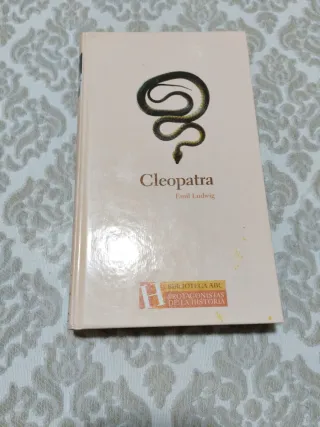 Cleopatra
Emil Ludwig
H
BIBLIOTECA ABC
PROTAGONISTAS
DE LA HISTORIA